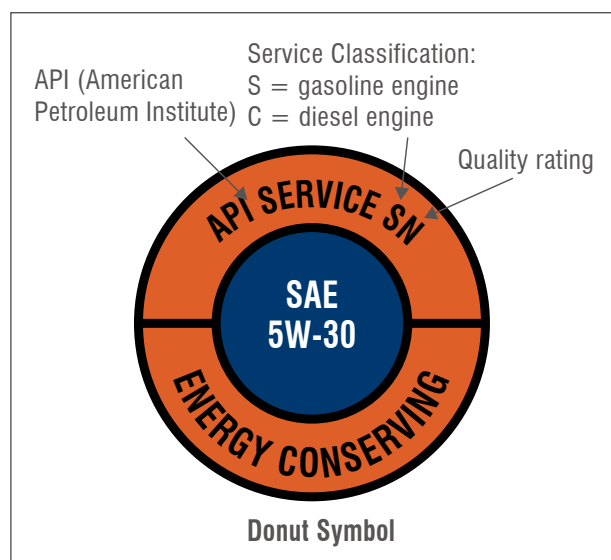 API (American
Petroleum Institute)
Service Classification:
S = gasoline engine
C = diesel engine
Quality rating
API SERVICE SN
SAE
5W-30
ENERGY CONSERVING
Donut Symbol